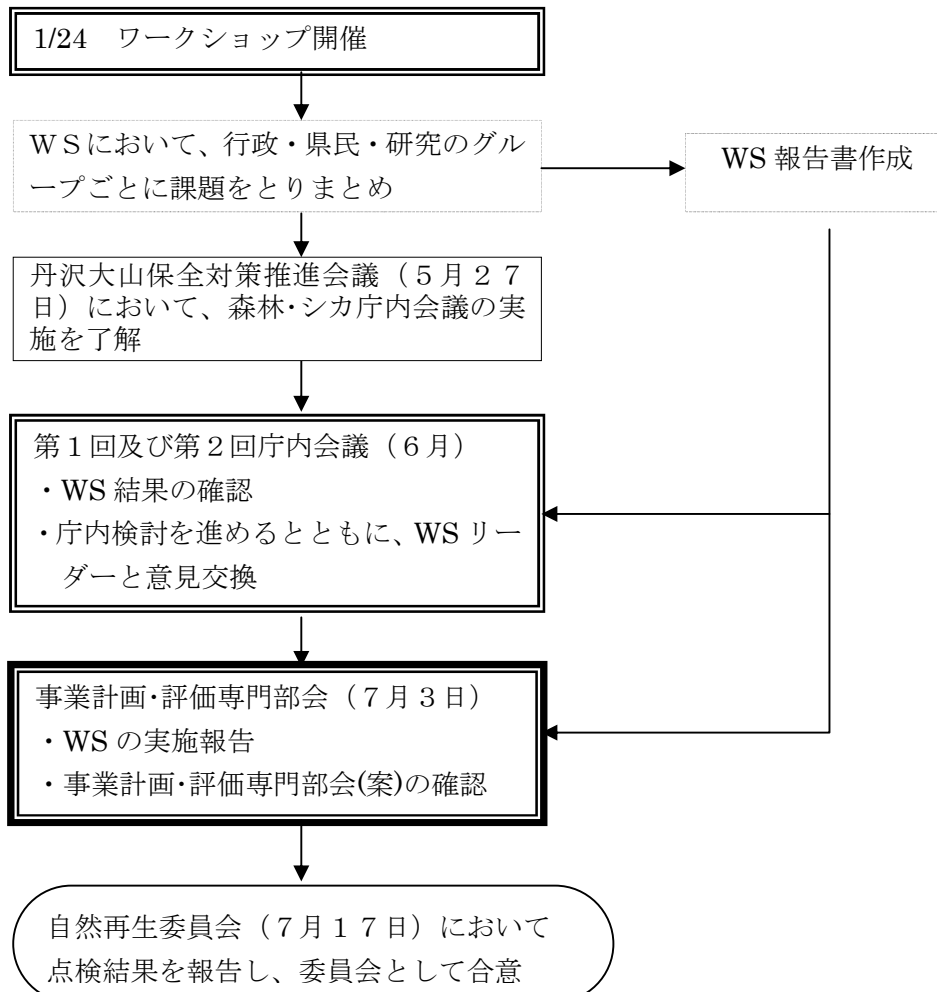 1/24　ワークショップ開催
ＷＳにおいて、行政・県民・研究のグル
ープごとに課題をとりまとめ
WS 報告書作成
丹沢大山保全対策推進会議（５月２７
日）において、森林・シカ庁内会議の実
施を了解
第１回及び第２回庁内会議（６月）
・WS 結果の確認
・庁内検討を進めるとともに、WS リー
ダーと意見交換
事業計画・評価専門部会（７月３日）
・WS の実施報告
・事業計画・評価専門部会(案)の確認
自然再生委員会（７月１７日）において
点検結果を報告し、委員会として合意